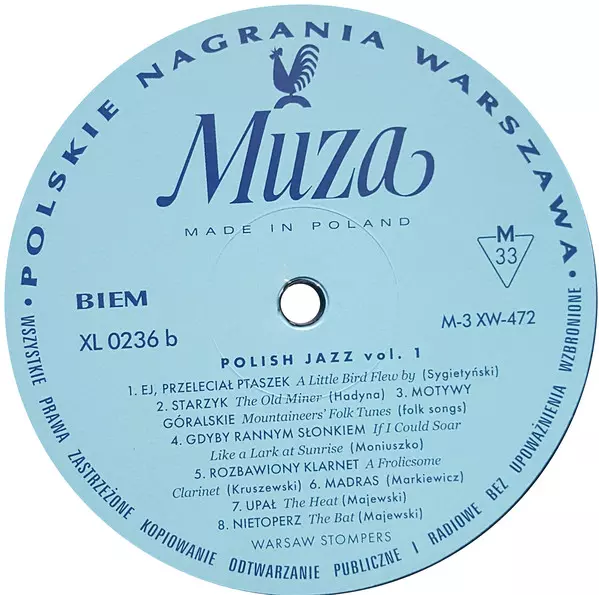 • POLSKIE NAGRANIA WARSZAWA •
Muza
MADE IN POLAND
M
33
BIEM
XL 0236 b
M-3 XW-472
POLISH JAZZ vol. 1
1. EJ, PRZELECIAŁ PTASZEK A Little Bird Flew by (Sygietyński)
2. STARZYK The Old Miner (Hadyna) 3. MOTYWY
GÓRALSKIE Mountaineers' Folk Tunes (folk songs)
4. GDYBY RANNYM SŁONKIEM If I Could Soar
Like a Lark at Sunrise (Moniuszko)
5. ROZBAWIONY KLARNET A Frolicsome
Clarinet (Kruszewski) 6. MADRAS (Markiewicz)
7. UPAŁ The Heat (Majewski)
8. NIETOPERZ The Bat (Majewski)
WARSAW STOMPERS
WSZYSTKIE PRAWA ZASTRZEŻONE KOPIOWANIE ODTWARZANIE PUBLICZNE I RADIOWE BEZ UPOWAŻNIENIA WZBRONIONE